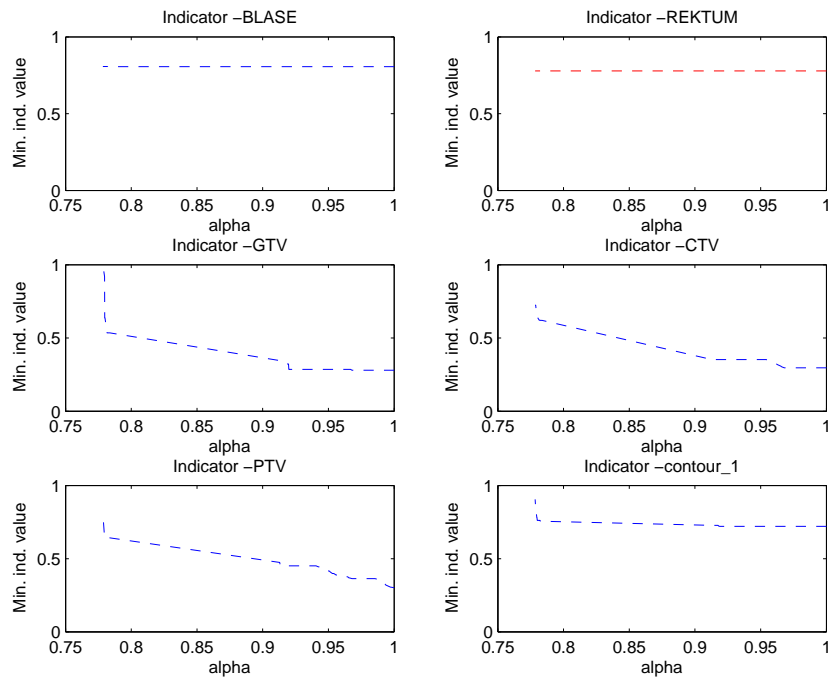 Indicator −BLASE
1
0.5
0
Min. ind. value
0.75 0.8 0.85 0.9 0.95 1
alpha
Indicator −REKTUM
1
0.5
0
Min. ind. value
0.75 0.8 0.85 0.9 0.95 1
alpha
Indicator −GTV
1
0.5
0
Min. ind. value
0.75 0.8 0.85 0.9 0.95 1
alpha
Indicator −CTV
1
0.5
0
Min. ind. value
0.75 0.8 0.85 0.9 0.95 1
alpha
Indicator −PTV
1
0.5
0
Min. ind. value
0.75 0.8 0.85 0.9 0.95 1
alpha
Indicator −contour_1
1
0.5
0
Min. ind. value
0.75 0.8 0.85 0.9 0.95 1
alpha